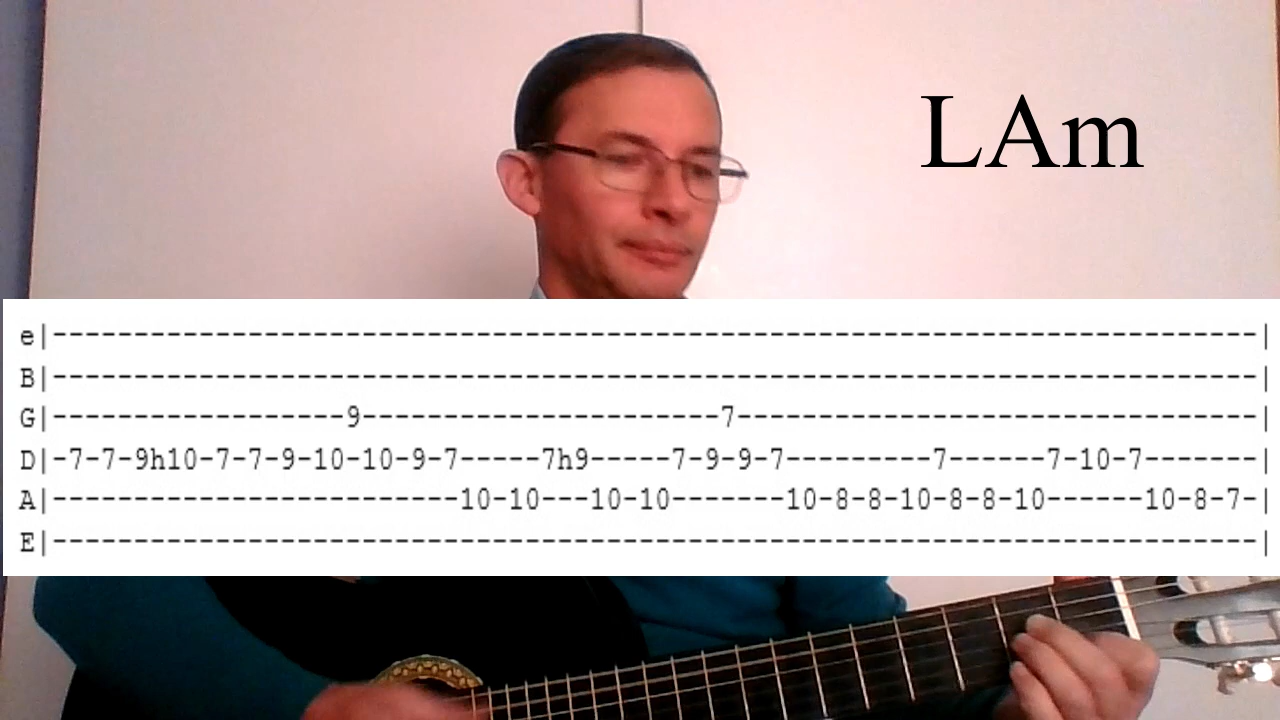 LAm
e|--------------------------------------------------------------------------|
B|--------------------------------------------------------------------------|
G|------------------9----------------------7--------------------------------|
D|-7-7-9h10-7-7-9-10-10-9-7-----7h9-----7-9-9-7---------7------7-10-7-------|
A|-------------------------10-10---10-10-------10-8-8-10-8-8-10------10-8-7-|
E|--------------------------------------------------------------------------|